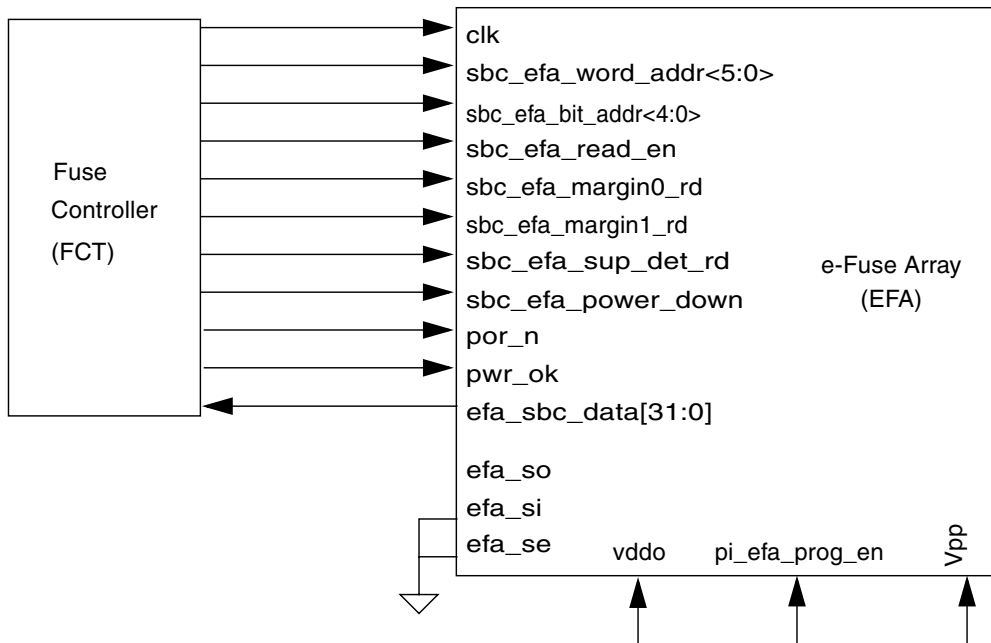 Fuse
Controller
(FCT)
clk
sbc_efa_word_addr<5:0>
sbc_efa_bit_addr<4:0>
sbc_efa_read_en
sbc_efa_margin0_rd
sbc_efa_margin1_rd
sbc_efa_sup_det_rd
sbc_efa_power_down
por_n
pwr_ok
efa_sbc_data[31:0]
efa_so
efa_si
efa_se
e-Fuse Array
(EFA)
vddo
pi_efa_prog_en
Vpp